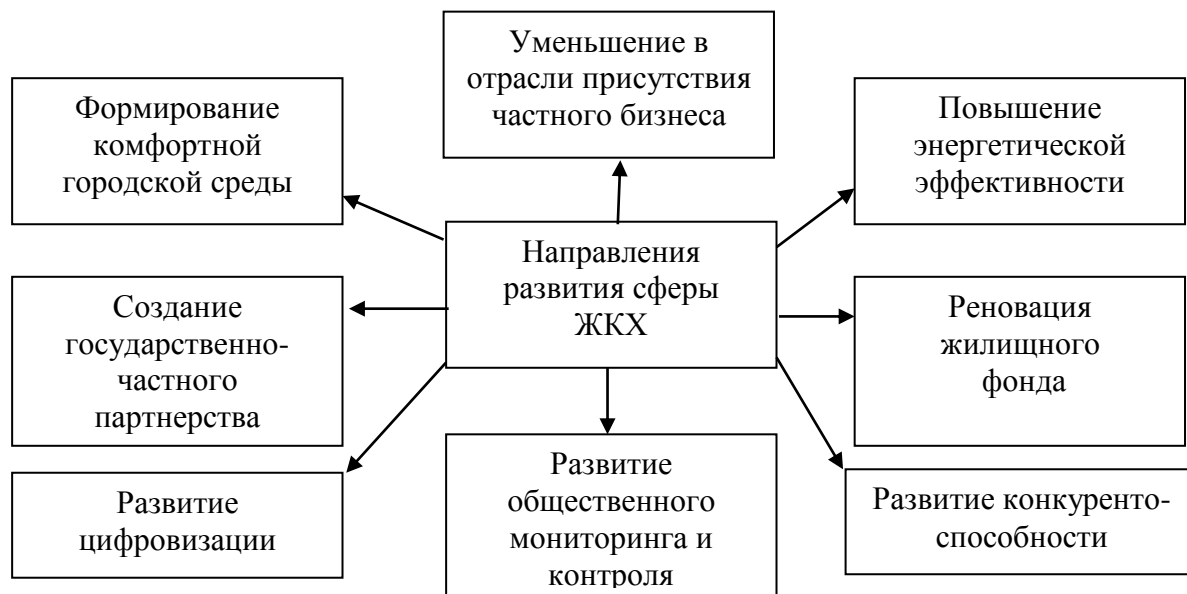 Уменьшение в
отрасли присутствия
частного бизнеса
Формирование
комфортной
городской среды
Повышение
энергетической
эффективности
Направления
развития сферы
ЖКХ
Создание
государственно-
частного
партнерства
Реновация
жилищного
фонда
Развитие
цифровизации
Развитие
общественного
мониторинга и
контроля
Развитие конкуренто-
способности